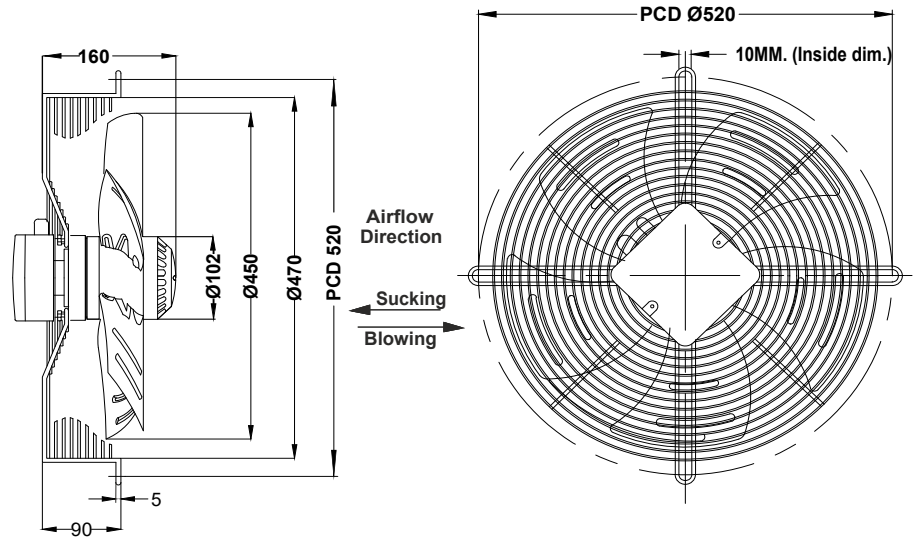 160
PCD Ø520
10MM. (Inside dim.)
Airflow
Direction
Sucking
Blowing
Ø102
Ø450
Ø470
PCD 520
5
90